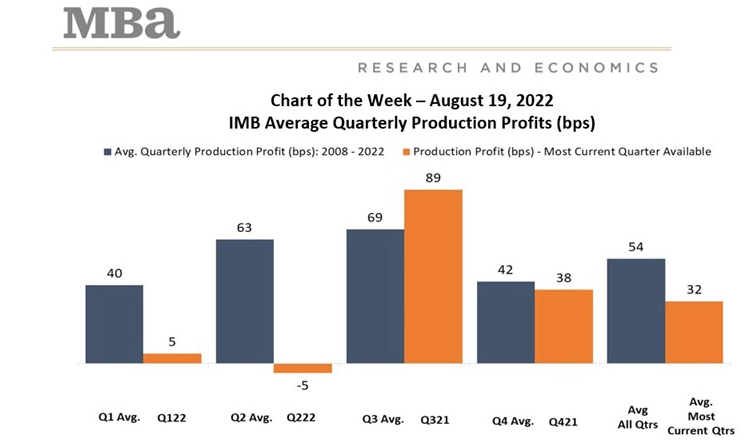 MBa
RESEARCH AND ECONOMICS
Chart of the Week – August 19, 2022
IMB Average Quarterly Production Profits (bps)
Avg. Quarterly Production Profit (bps): 2008 - 2022
Production Profit (bps) - Most Current Quarter Available
40
5
63
-5
69
89
42
38
54
32
Q1 Avg.
Q122
Q2 Avg.
Q222
Q3 Avg.
Q321
Q4 Avg.
Q421
Avg
All Qtrs
Avg.
Most
Current Qtrs